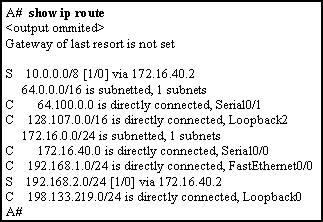 A# show ip route
<output ommited>
Gateway of last resort is not set
S 10.0.0.0/8 [1/0] via 172.16.40.2
64.0.0.0/16 is subnetted, 1 subnets
C 64.100.0.0 is directly connected, Serial0/1
C 128.107.0.0/16 is directly connected, Loopback2
172.16.0.0/24 is subnetted, 1 subnets
C 172.16.40.0 is directly connected, Serial0/0
C 192.168.1.0/24 is directly connected, FastEthernet0/0
S 192.168.2.0/24 [1/0] via 172.16.40.2
C 198.133.219.0/24 is directly connected, Loopback0
A#